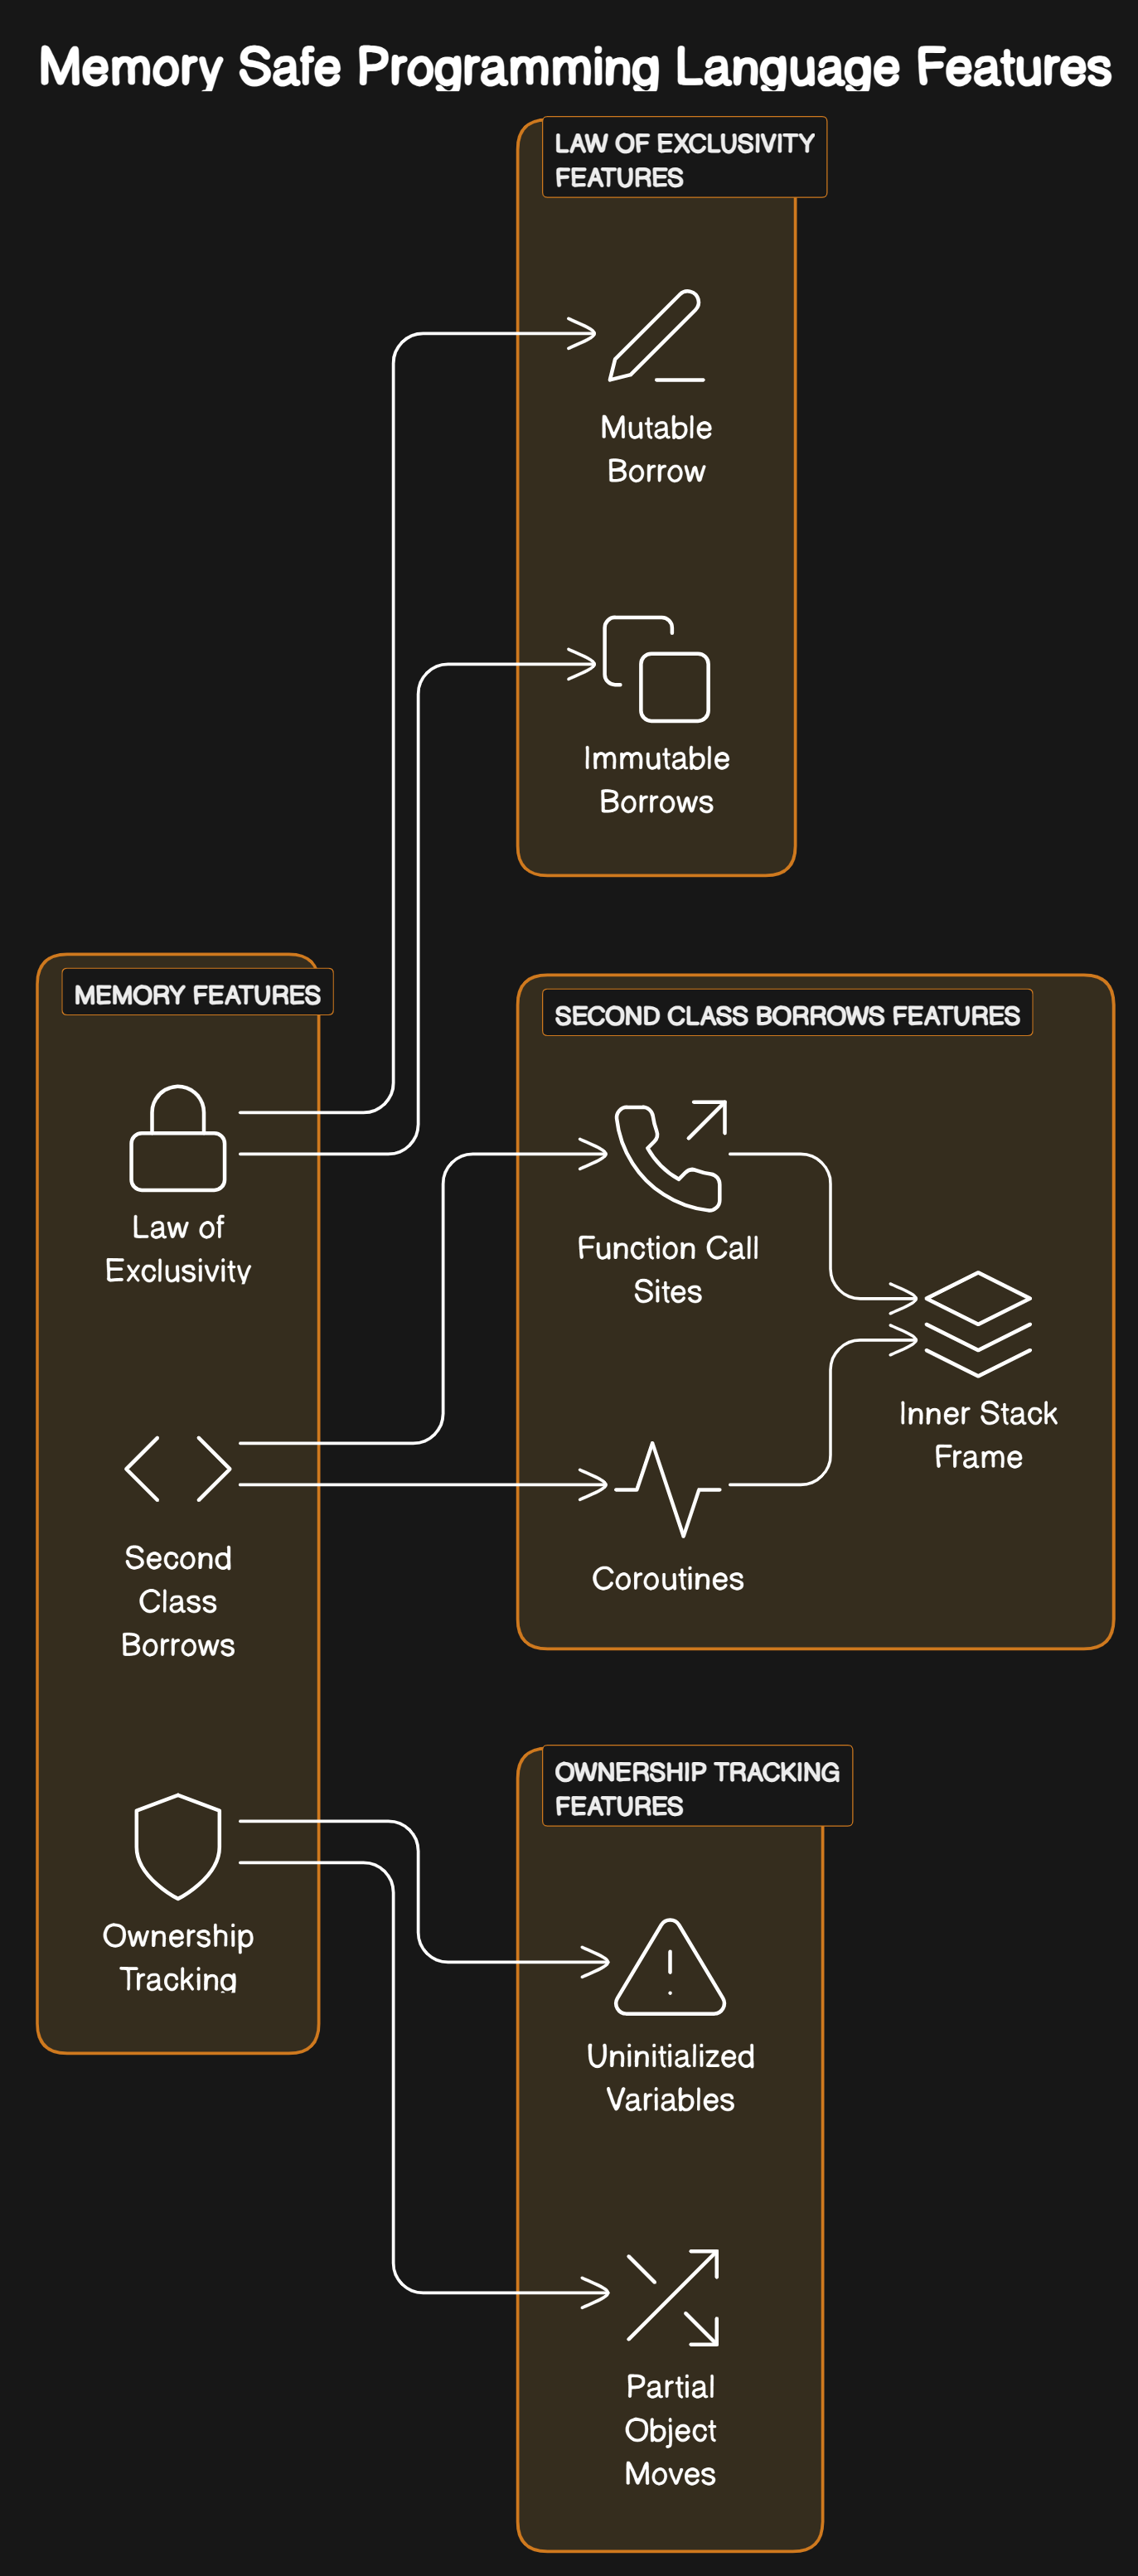 Memory Safe Programming Language Features
LAW OF EXCLUSIVITY
FEATURES
Mutable
Borrow
Immutable
Borrows
MEMORY FEATURES
Law of
Exclusivity
Second
Class
Borrows
Ownership
Tracking
SECOND CLASS BORROWS FEATURES
Function Call
Sites
Inner Stack
Frame
Coroutines
OWNERSHIP TRACKING
FEATURES
Uninitialized
Variables
Partial
Object
Moves